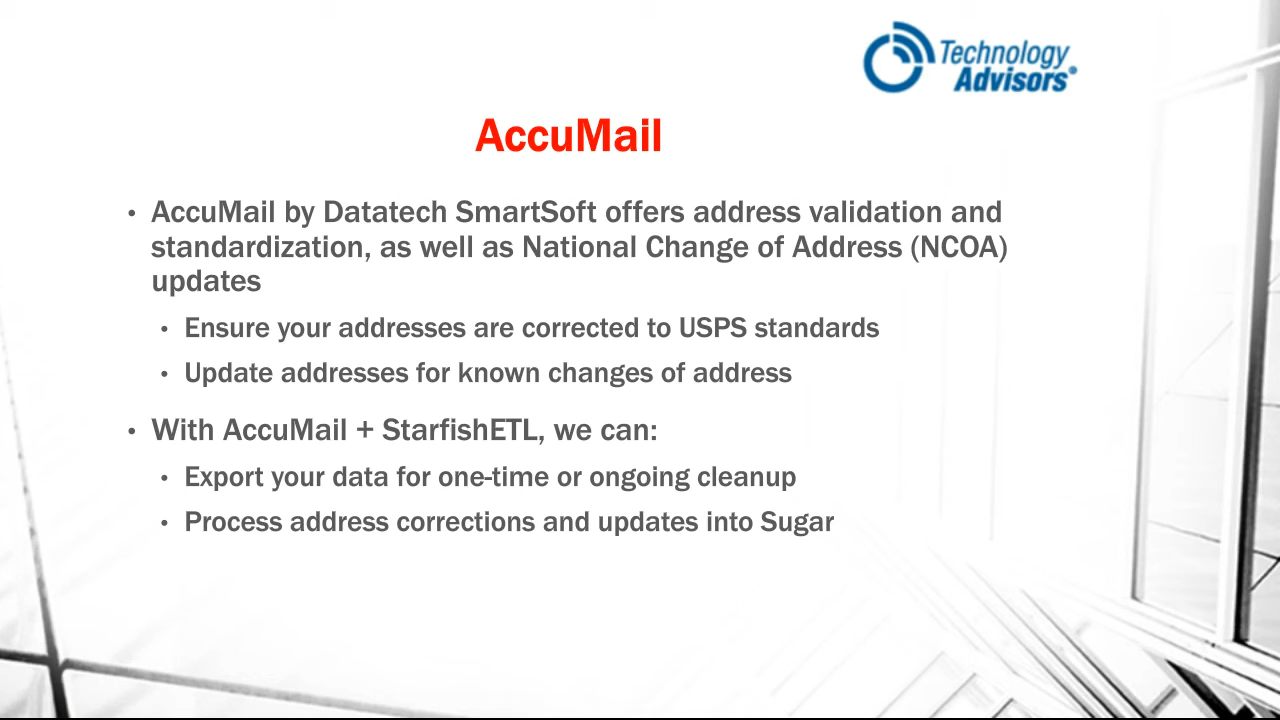 Technology
Advisors®
AccuMail
• AccuMail by Datatech SmartSoft offers address validation and
standardization, as well as National Change of Address (NCOA)
updates
• Ensure your addresses are corrected to USPS standards
• Update addresses for known changes of address
• With AccuMail + StarfishETL, we can:
• Export your data for one-time or ongoing cleanup
• Process address corrections and updates into Sugar